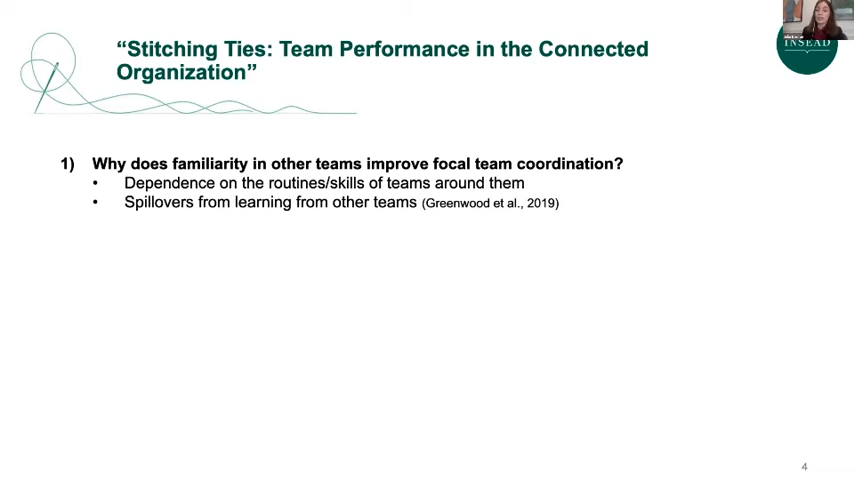 “Stitching Ties: Team Performance in the Connected
Organization”
INSEAD
1) Why does familiarity in other teams improve focal team coordination?
• Dependence on the routines/skills of teams around them
• Spillovers from learning from other teams (Greenwood et al., 2019)
4